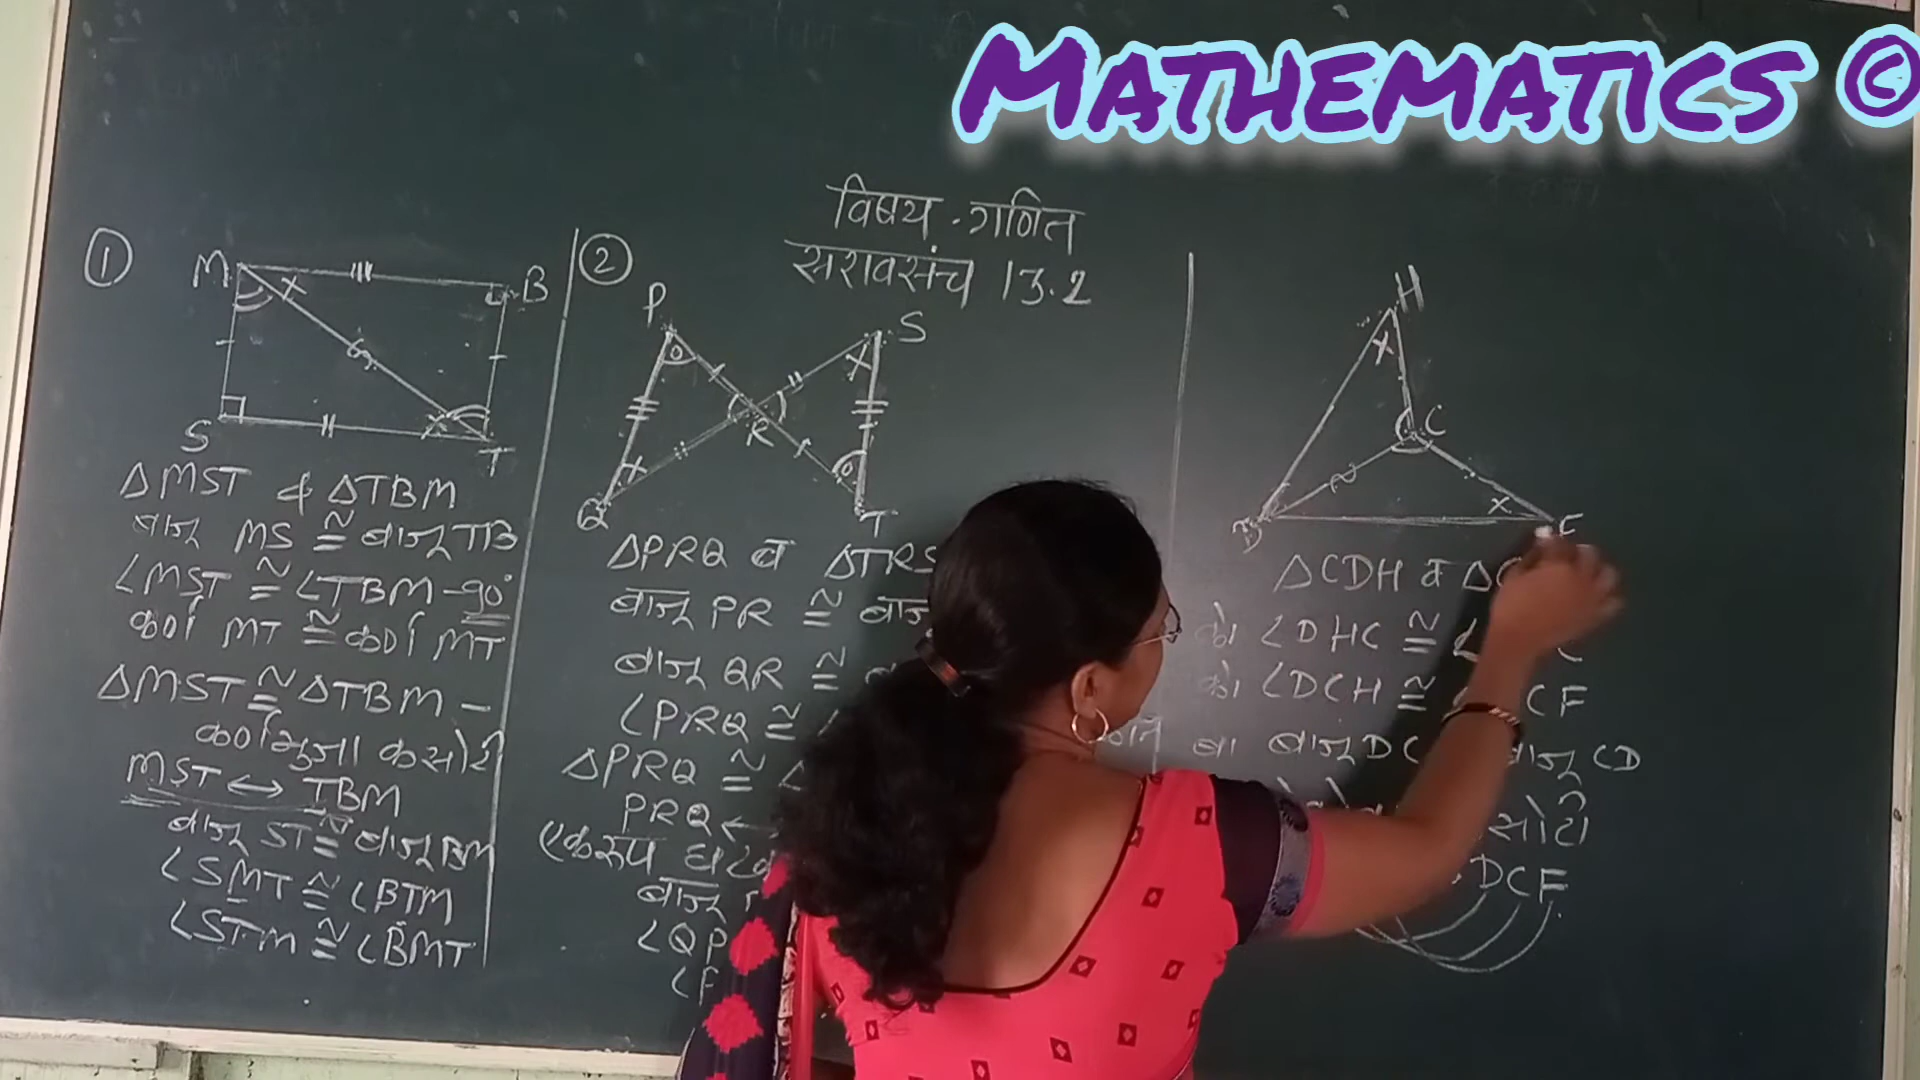 MATHEMATICS ©
विषय - गणित
सरावसंच 13.2
①
M B
S T
ΔMST व ΔTBM
बाजू MS ≅ बाजू TB
∠MST ≅ ∠TBM - 90°
कर्ण MT ≅ कर्ण MT
ΔMST ≅ ΔTBM -
कर्णभुजा कसोटी
MST ↔ TBM
बाजू ST ≅ बाजू BM
∠SMT ≅ ∠BTM
∠STM ≅ ∠BMT
②
P S
R
Q T
ΔPRQ व ΔTRS
बाजू PR ≅
बाजू QR ≅
∠PRQ ≅
ΔPRQ ≅
PRQ ↔
एकरूप
बाजू
∠QP
H
C
D F
ΔCDH व Δ
को ∠DHC ≅ ∠
को ∠DCH ≅ CF
बा बाजू DC बाजू CD
DCF